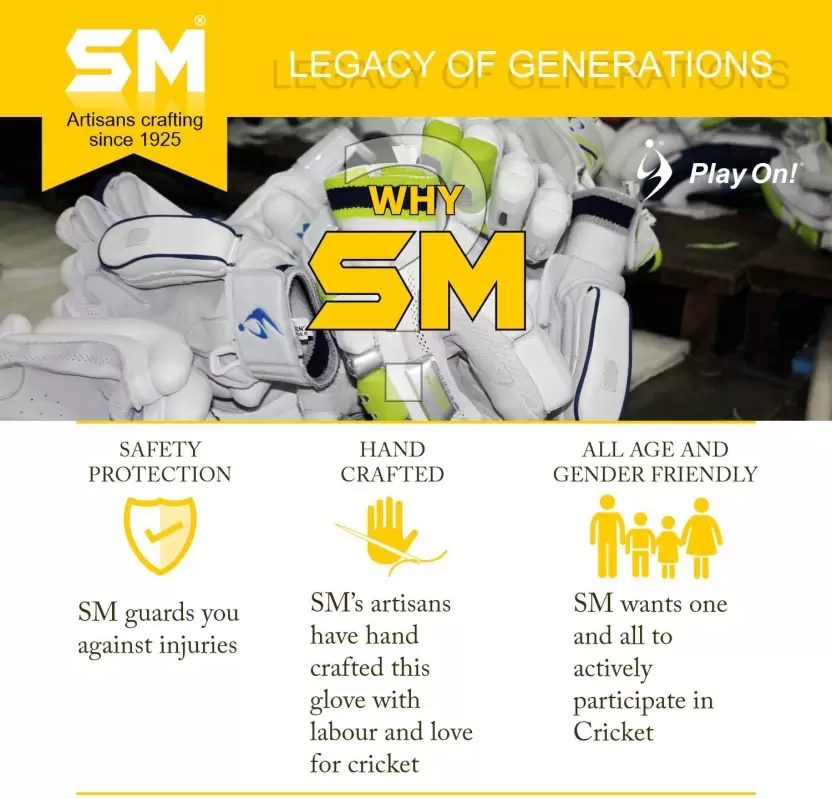 SM®
LEGACY OF GENERATIONS
Artisans crafting
since 1925
Play On!
WHY
SM
?
SAFETY
PROTECTION
HAND
CRAFTED
ALL AGE AND
GENDER FRIENDLY
SM guards you
against injuries
SM's artisans
have hand
crafted this
glove with
labour and love
for cricket
SM wants one
and all to
actively
participate in
Cricket